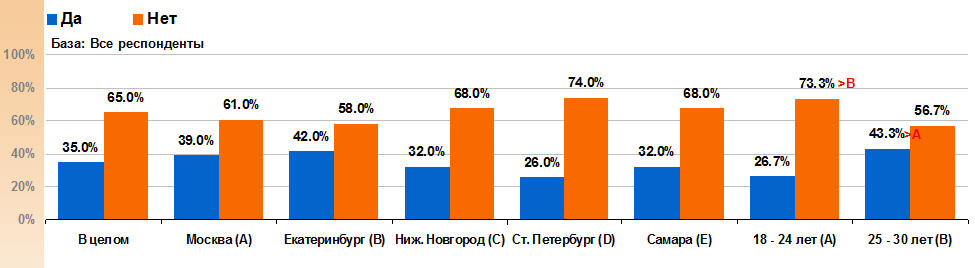 Да Нет
База: Все респонденты
100%
80%
60%
40%
20%
0%
35.0% 65.0% 39.0% 61.0% 42.0% 58.0% 32.0% 68.0% 26.0% 74.0% 32.0% 68.0% 26.7% 73.3% >B 43.3% >A 56.7%
В целом Москва (A) Екатеринбург (B) Ниж. Новгород (C) Ст. Петербург (D) Самара (E) 18 - 24 лет (A) 25 - 30 лет (B)